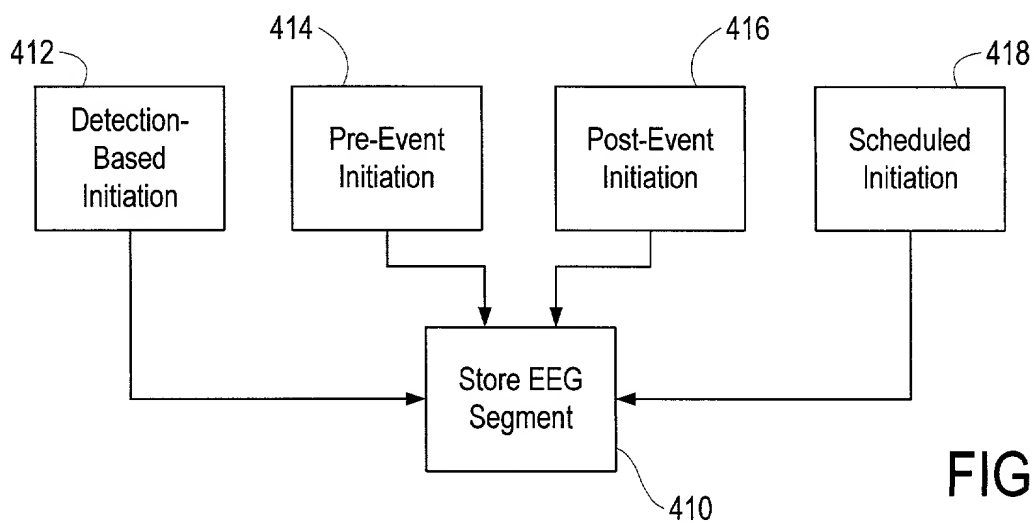 412
414
416
418
Detection-
Based
Initiation
Pre-Event
Initiation
Post-Event
Initiation
Scheduled
Initiation
Store EEG
Segment
410
FIG